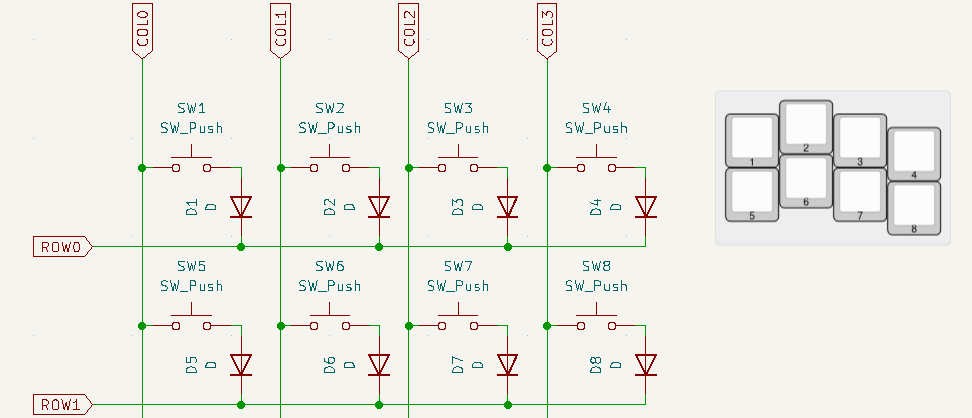 COL0 COL1 COL2 COL3
SW1 SW2 SW3 SW4
SW_Push SW_Push SW_Push SW_Push
D1 D D2 D D3 D D4 D
ROW0
SW5 SW6 SW7 SW8
SW_Push SW_Push SW_Push SW_Push
D5 D D6 D D7 D D8 D
ROW1
1 2 3 4
5 6 7 8